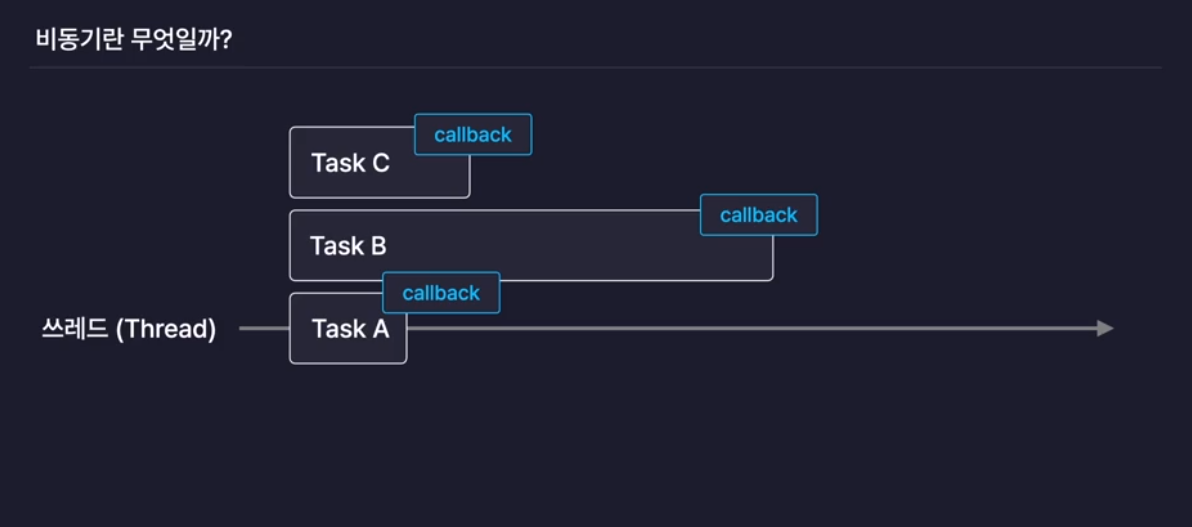 비동기란 무엇일까?
callback
Task C
callback
Task B
callback
쓰레드 (Thread)
Task A